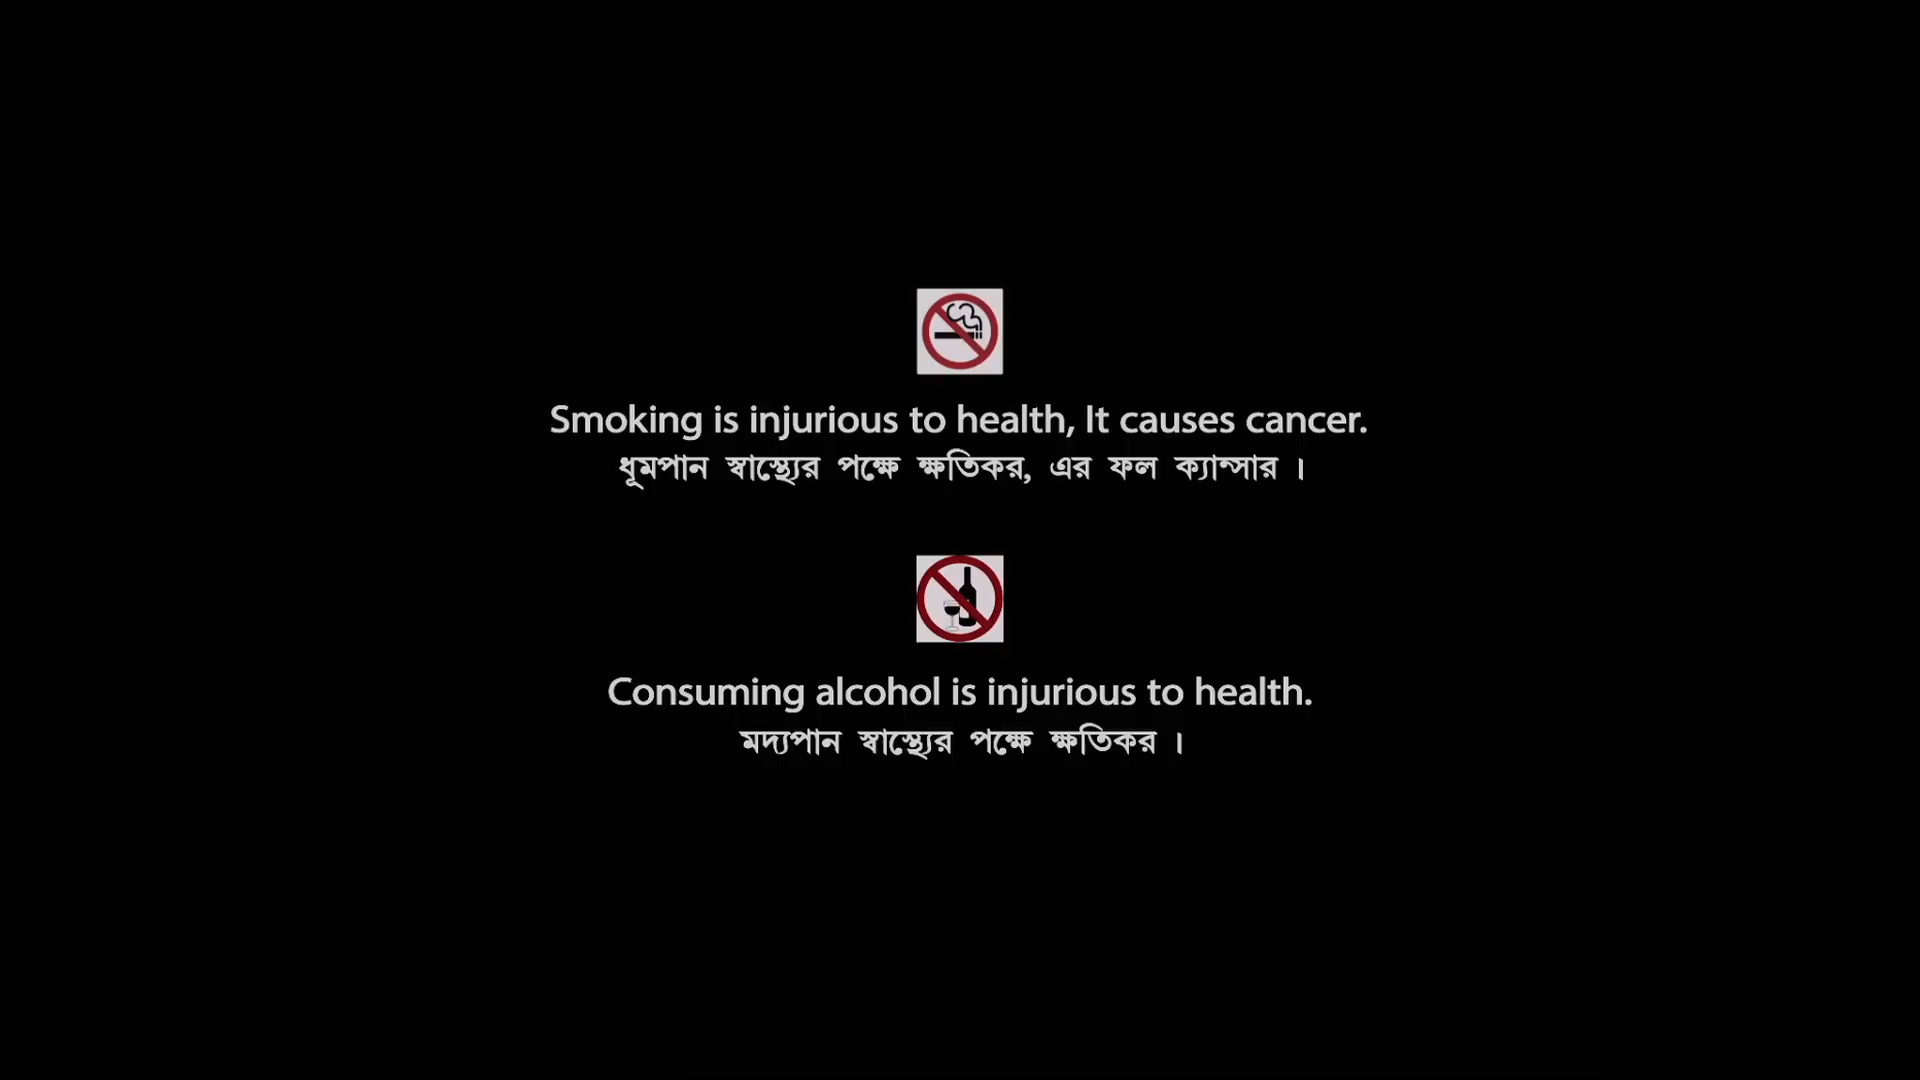 Smoking is injurious to health, It causes cancer.
ধূমপান স্বাস্থ্যের পক্ষে ক্ষতিকর, এর ফল ক্যান্সার ।
Consuming alcohol is injurious to health.
মদ্যপান স্বাস্থ্যের পক্ষে ক্ষতিকর ।